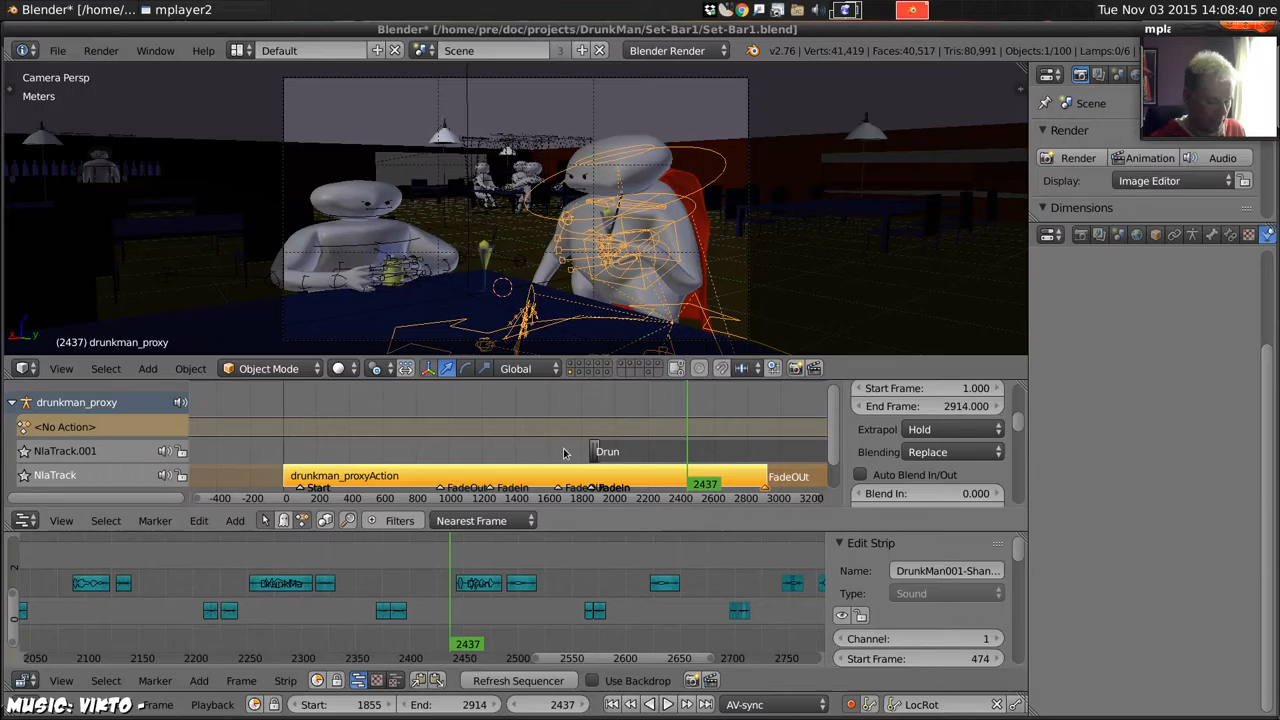 Blender* [/home/... mplayer2 Tue Nov 03 2015 14:08:40 pre
Blender* [/home/pre/doc/projects/DrunkMan/Set-Bar1/Set-Bar1.blend] mpla
File Render Window Help Default Scene 3 Blender Render v2.76 | Verts:41,419 | Faces:40,517 | Tris:80,991 | Objects:1/100 | Lamps:0/6
Camera Persp
Meters
Scene
Render
Render Animation Audio
Display: Image Editor
Dimensions
(2437) drunkman_proxy
View Select Add Object Object Mode Global
drunkman_proxy
<No Action>
NlaTrack.001 Drun
NlaTrack drunkman_proxyAction FadeOUt
Start FadeOut FadeIn FadeIn 2437
-400 -200 0 200 400 600 800 1000 1200 1400 1600 1800 2000 2200 2400 2600 2800 3000 3200
Start Frame: 1.000
End Frame: 2914.000
Extrapol Hold
Blending: Replace
Auto Blend In/Out
Blend In: 0.000
View Select Marker Edit Add Filters Nearest Frame
2
0
2437
2050 2100 2150 2200 2250 2300 2350 2400 2450 2500 2550 2600 2650 2700 2750
Edit Strip
Name: DrunkMan001-Shan...
Type: Sound
Channel: 1
Start Frame: 474
View Select Marker Add Frame Strip Refresh Sequencer Use Backdrop
MUSIC: VIKTO - Frame Playback Start: 1855 End: 2914 2437 AV-sync LocRot